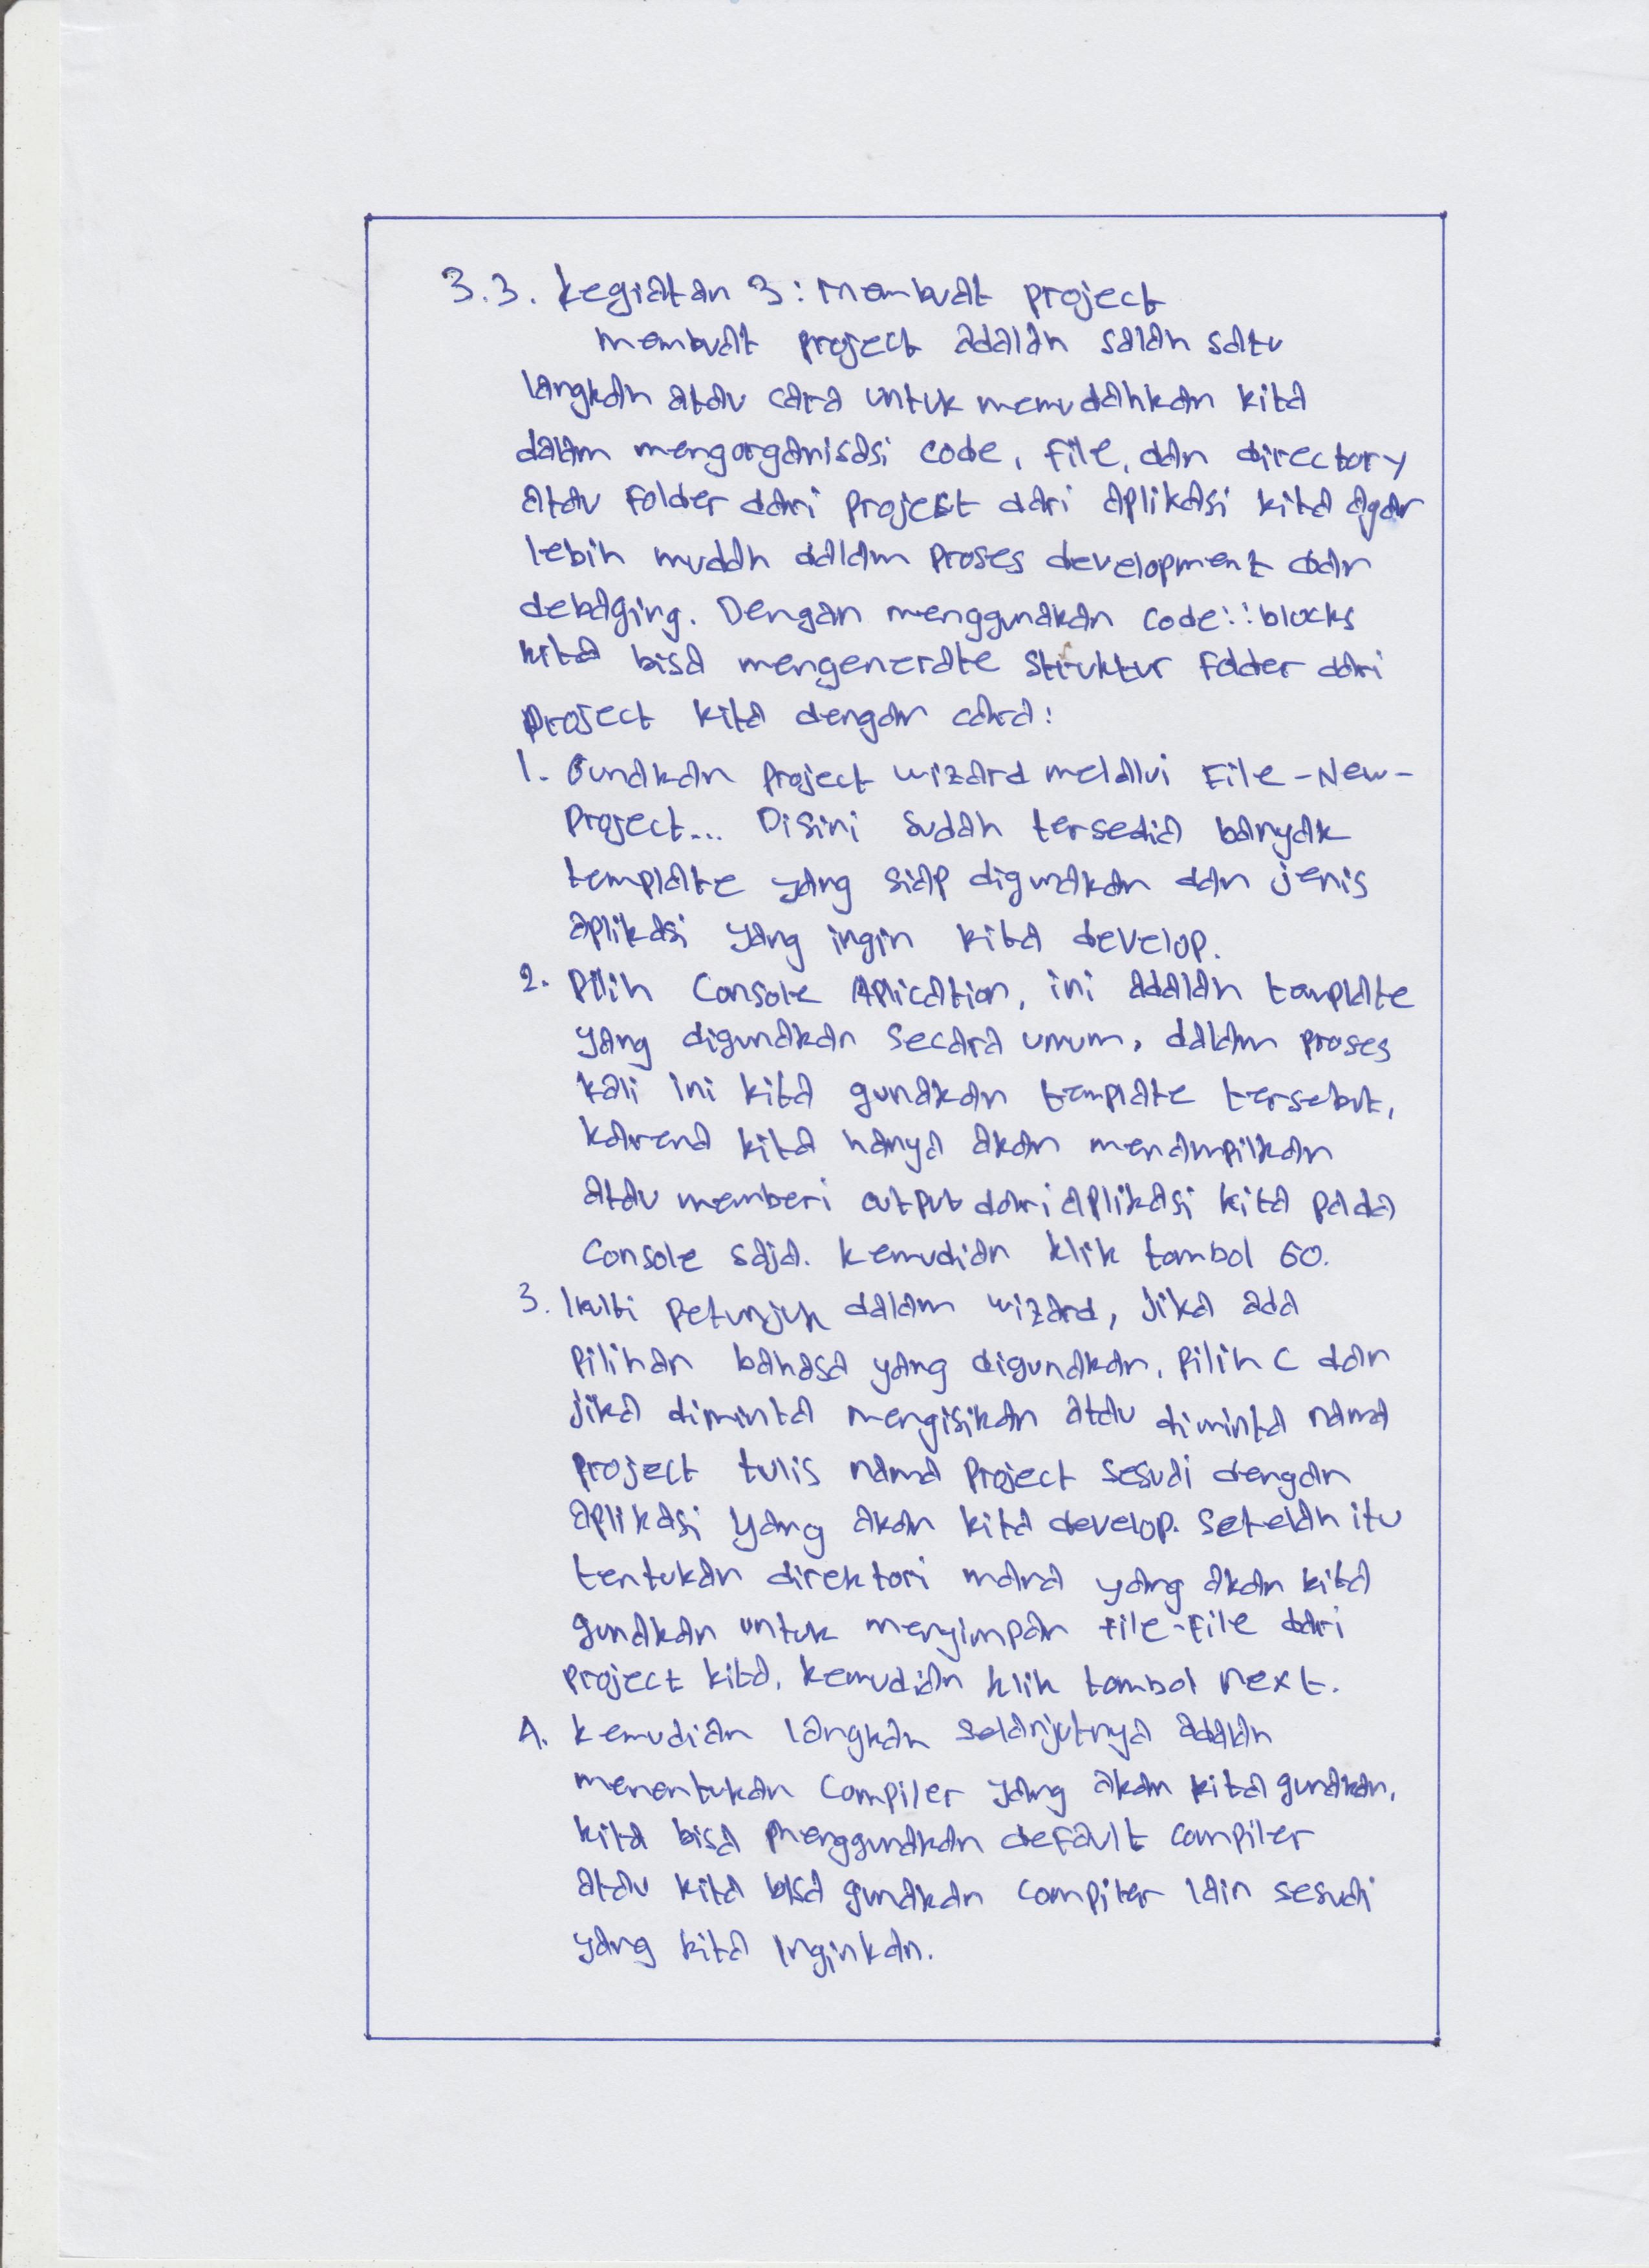 3.3. Kegiatan 3 : Membuat project
membuat project adalah salah satu
langkah atau cara untuk memudahkan kita
dalam mengorganisasi code, file, dan directory
atau folder dari project dari aplikasi kita agar
lebih mudah dalam proses development dan
debaging. Dengan menggunakan code::blocks
kita bisa mengenerate struktur folder dari
project kita dengan cara:
1. Gunakan project wizard melalui File-New-
Project... Disini sudah tersedia banyak
template yang siap digunakan dan jenis
aplikasi yang ingin kita develop.
2. Pilih Console Aplication, ini adalah template
yang digunakan secara umum, dalam proses
kali ini kita gunakan template tersebut,
karena kita hanya akan menampilkan
atau memberi output dari aplikasi kita pada
Console saja. kemudian klik tombol GO.
3. Ikuti petunjuk dalam wizard, Jika ada
pilihan bahasa yang digunakan, pilih C dan
jika diminta mengisikan atau diminta nama
project tulis nama project sesuai dengan
aplikasi yang akan kita develop. Setelah itu
tentukan direktori mana yang akan kita
gunakan untuk menyimpan file-file dari
project kita. kemudian klik tombol next.
4. kemudian langkah selanjutnya adalah
menentukan Compiler yang akan kita gunakan,
kita bisa menggunakan default compiler
atau kita bisa gunakan compiler lain sesuai
yang kita inginkan.